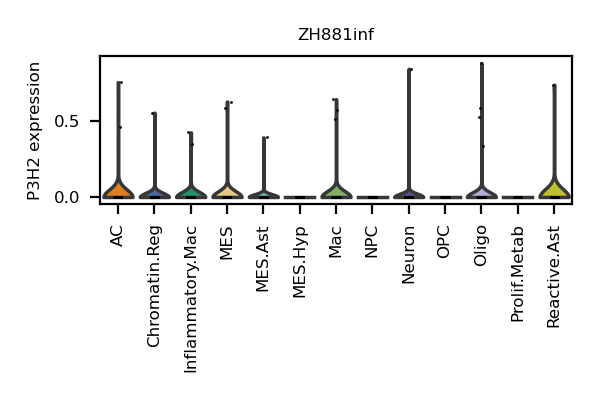 ZH881inf
P3H2 expression
0.5
0.0
AC
Chromatin.Reg
Inflammatory.Mac
MES
MES.Ast
MES.Hyp
Mac
NPC
Neuron
OPC
Oligo
Prolif.Metab
Reactive.Ast